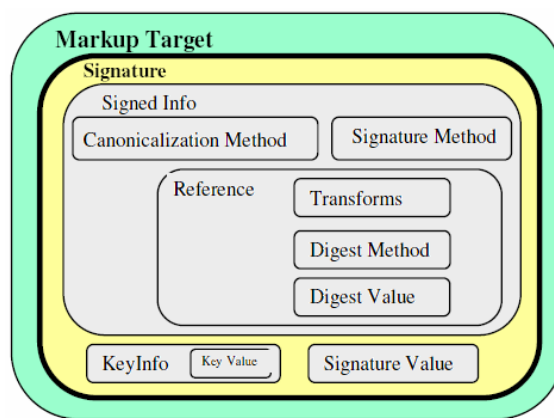 Markup Target
Signature
Signed Info
Canonicalization Method
Signature Method
Reference
Transforms
Digest Method
Digest Value
KeyInfo
Key Value
Signature Value